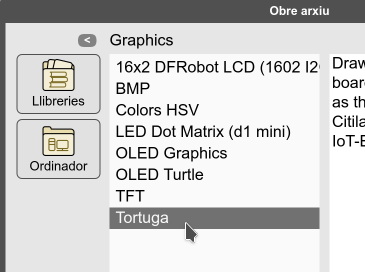 Obre arxiu
<
Graphics
Llibreries
Ordinador
16x2 DFRobot LCD (1602 I2
BMP
Colors HSV
LED Dot Matrix (d1 mini)
OLED Graphics
OLED Turtle
TFT
Tortuga
Draw
board
as th
Citila
IoT-E